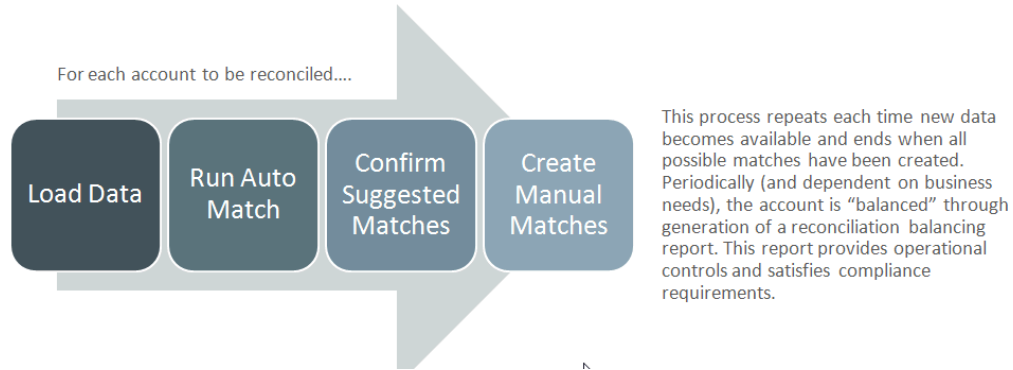 For each account to be reconciled....
Load Data
Run Auto
Match
Confirm
Suggested
Matches
Create
Manual
Matches
This process repeats each time new data
becomes available and ends when all
possible matches have been created.
Periodically (and dependent on business
needs), the account is “balanced” through
generation of a reconciliation balancing
report. This report provides operational
controls and satisfies compliance
requirements.